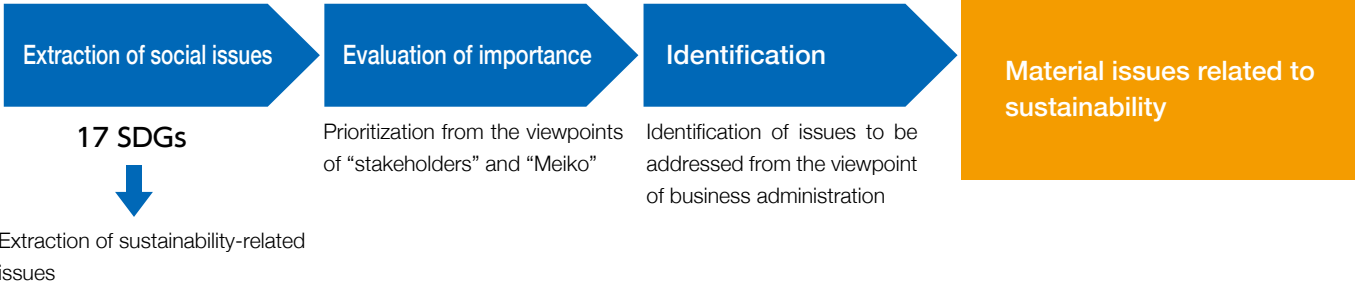 Extraction of social issues
17 SDGs
Extraction of sustainability-related
issues
Evaluation of importance
Prioritization from the viewpoints
of “stakeholders” and “Meiko”
Identification
Identification of issues to be
addressed from the viewpoint
of business administration
Material issues related to
sustainability